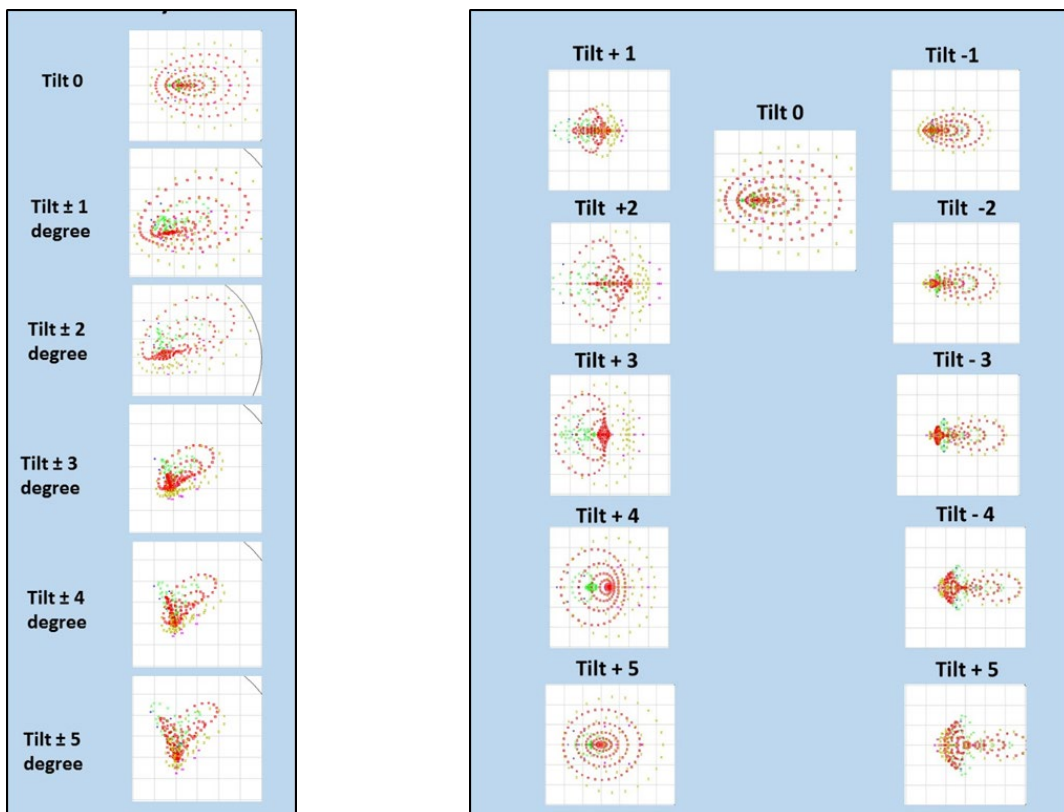 Tilt 0
Tilt ± 1
degree
Tilt ± 2
degree
Tilt ± 3
degree
Tilt ± 4
degree
Tilt ± 5
degree
Tilt + 1
Tilt 0
Tilt -1
Tilt +2
Tilt -2
Tilt + 3
Tilt - 3
Tilt + 4
Tilt - 4
Tilt + 5
Tilt + 5